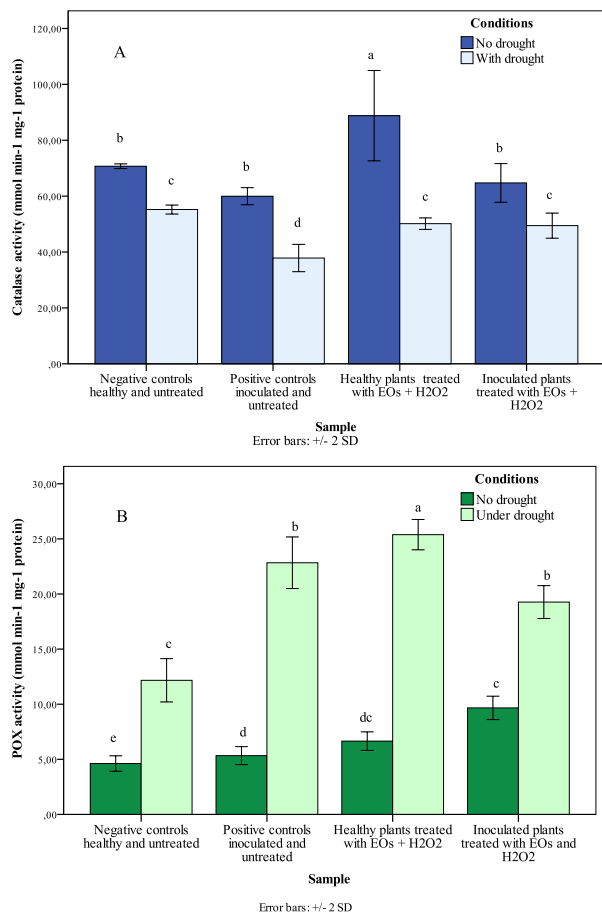 Conditions
No drought
With drought
A
Catalase activity (mmol min-1 mg-1 protein)
120,00
100,00
80,00
60,00
40,00
20,00
,00
b
c
b
d
a
c
b
c
Negative controls
healthy and untreated
Positive controls
inoculated and
untreated
Healthy plants treated
with EOs + H2O2
Inoculated plants
treated with EOs +
H2O2
Sample
Error bars: +/- 2 SD
Conditions
No drought
Under drought
B
POX activity (mmol min-1 mg-1 protein)
30,00
25,00
20,00
15,00
10,00
5,00
,00
e
c
d
b
dc
a
c
b
Negative controls
healthy and untreated
Positive controls
inoculated and
untreated
Healthy plants treated
with EOs + H2O2
Inoculated plants
treated with EOs and
H2O2
Sample
Error bars: +/- 2 SD